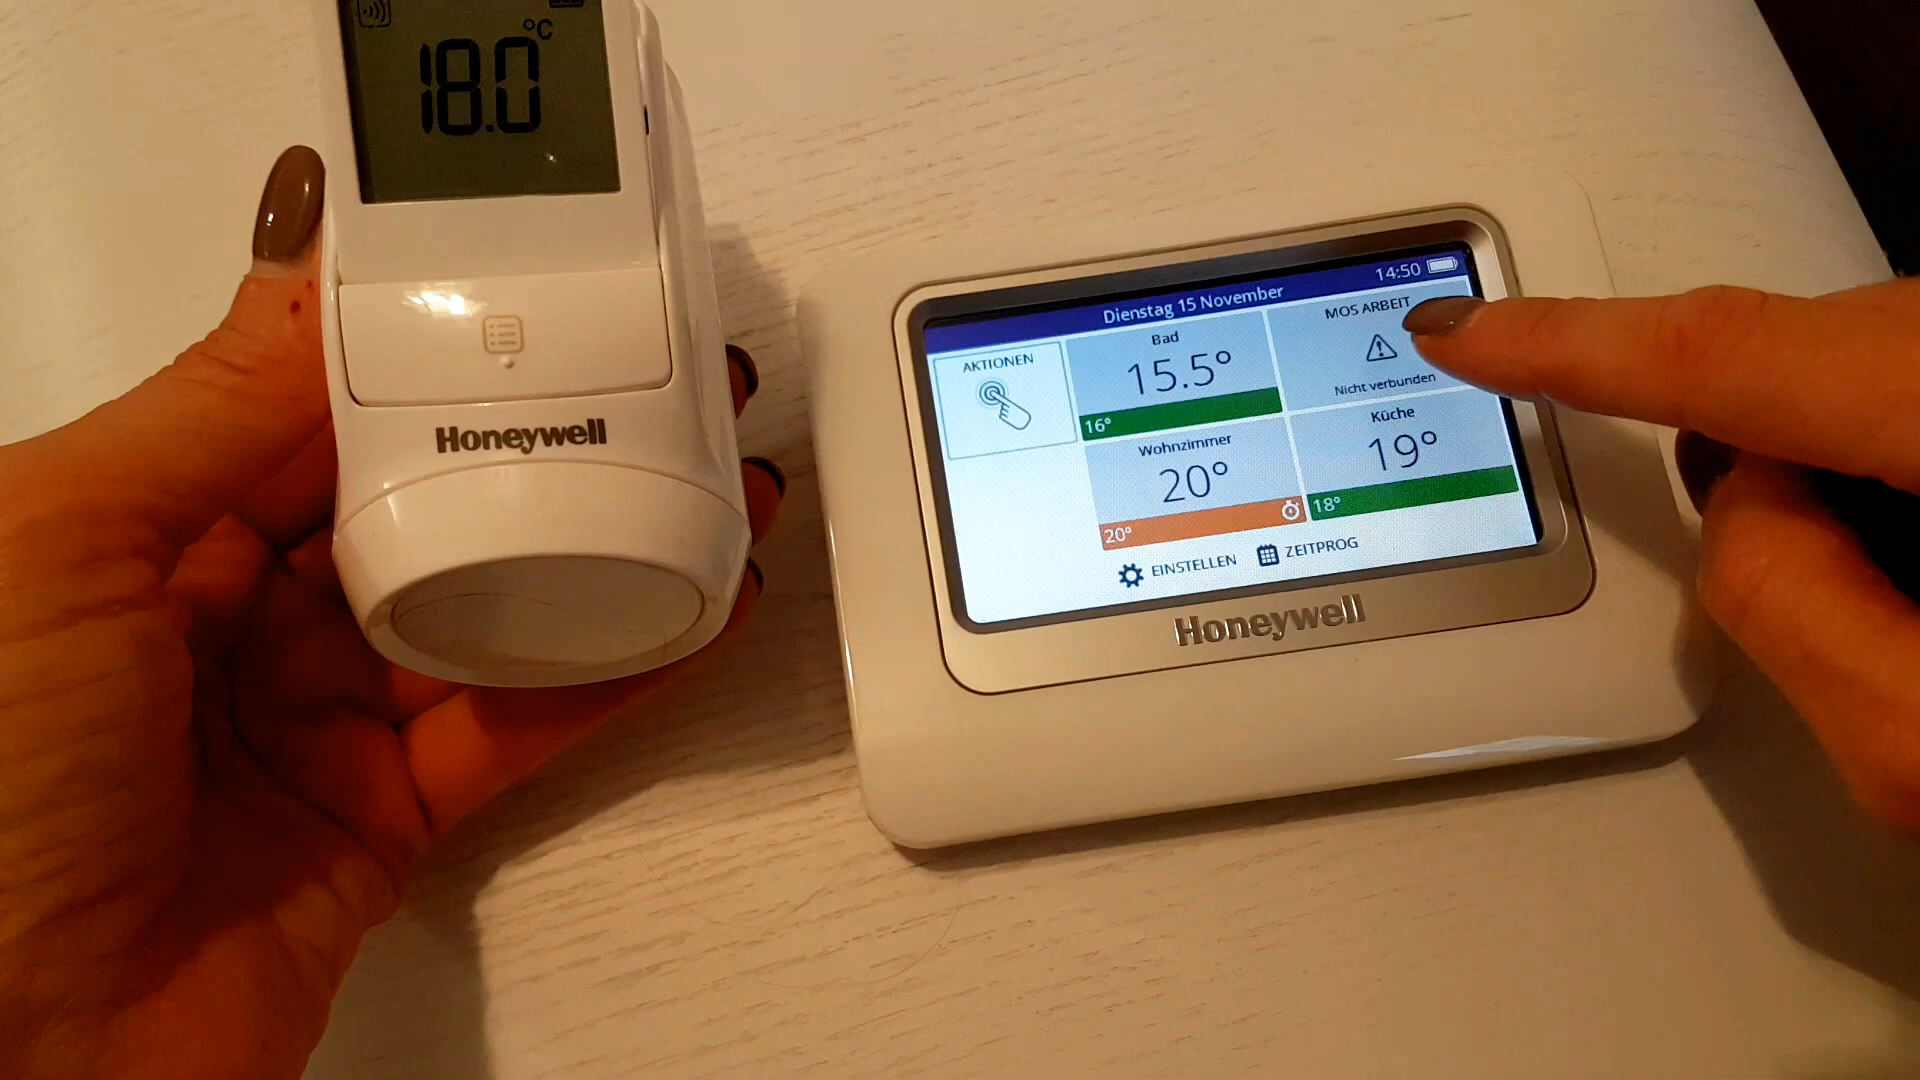 18.0 °C
Honeywell
Dienstag 15 November
14:50
AKTIONEN
Bad
15.5°
16°
MOS ARBEIT
Nicht verbunden
Wohnzimmer
20°
20°
Küche
19°
18°
EINSTELLEN
ZEITPROG
Honeywell